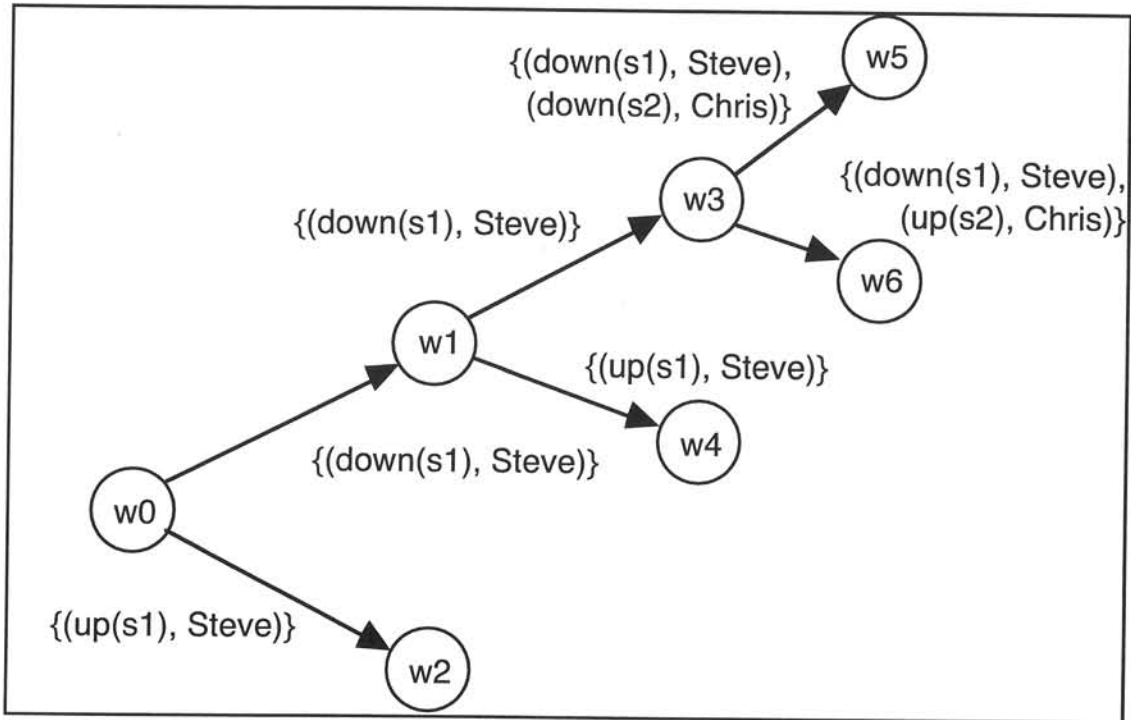 {(down(s1), Steve),
(down(s2), Chris)}
w5
{(down(s1), Steve),
(up(s2), Chris)}
w3
{(down(s1), Steve)}
w6
w1
{(up(s1), Steve)}
{(down(s1), Steve)}
w4
w0
{(up(s1), Steve)}
w2